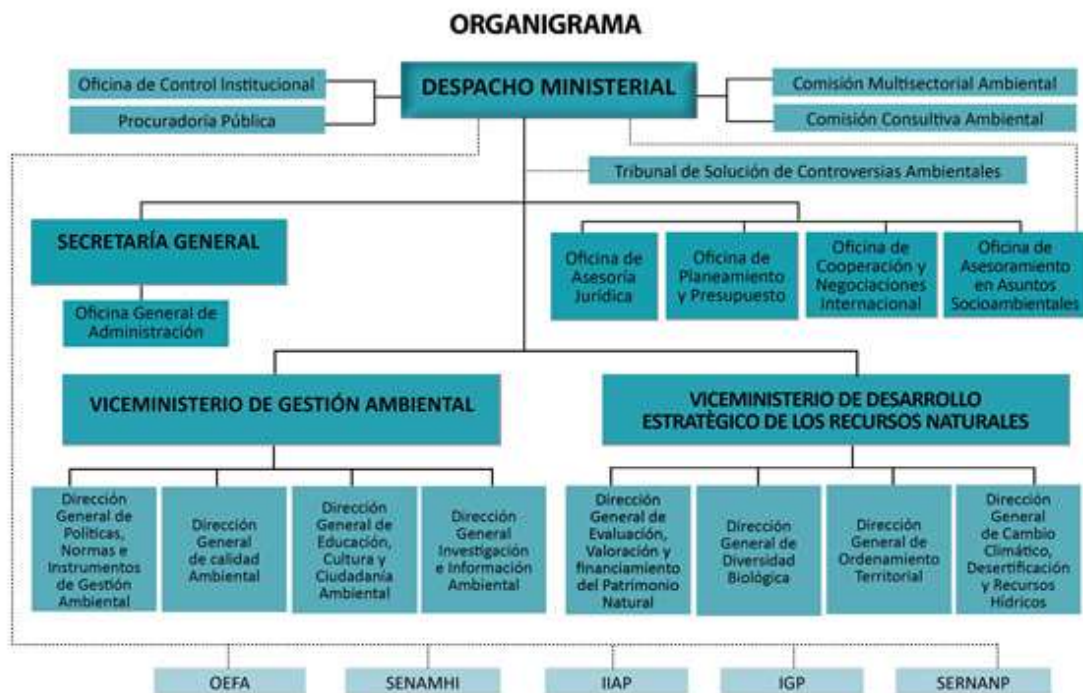 ORGANIGRAMA
DESPACHO MINISTERIAL
Oficina de Control Institucional
Procuradoría Pública
Comisión Multisectorial Ambiental
Comisión Consultiva Ambiental
Tribunal de Solución de Controversias Ambientales
SECRETARÍA GENERAL
Oficina General de
Administración
Oficina de
Asesoría
Jurídica
Oficina de
Planeamiento
y Presupuesto
Oficina de
Cooperación y
Negociaciones
Internacional
Oficina de
Asesoramiento
en Asuntos
Socioambientales
VICEMINISTERIO DE GESTIÓN AMBIENTAL
VICEMINISTERIO DE DESARROLLO
ESTRATÈGICO DE LOS RECURSOS NATURALES
Dirección
General de
Políticas,
Normas e
Instrumentos
de Gestión
Ambiental
Dirección
General
de calidad
Ambiental
Dirección
General de
Educación,
Cultura y
Ciudadanía
Ambiental
Dirección
General
Investigación
e Información
Ambiental
Dirección
General de
Evaluación,
Valoración y
financiamiento
del Patrimonio
Natural
Dirección
General de
Diversidad
Biológica
Dirección
General de
Ordenamiento
Territorial
Dirección
General
de Cambio
Climático,
Desertificación
y Recursos
Hídricos
OEFA
SENAMHI
IIAP
IGP
SERNANP